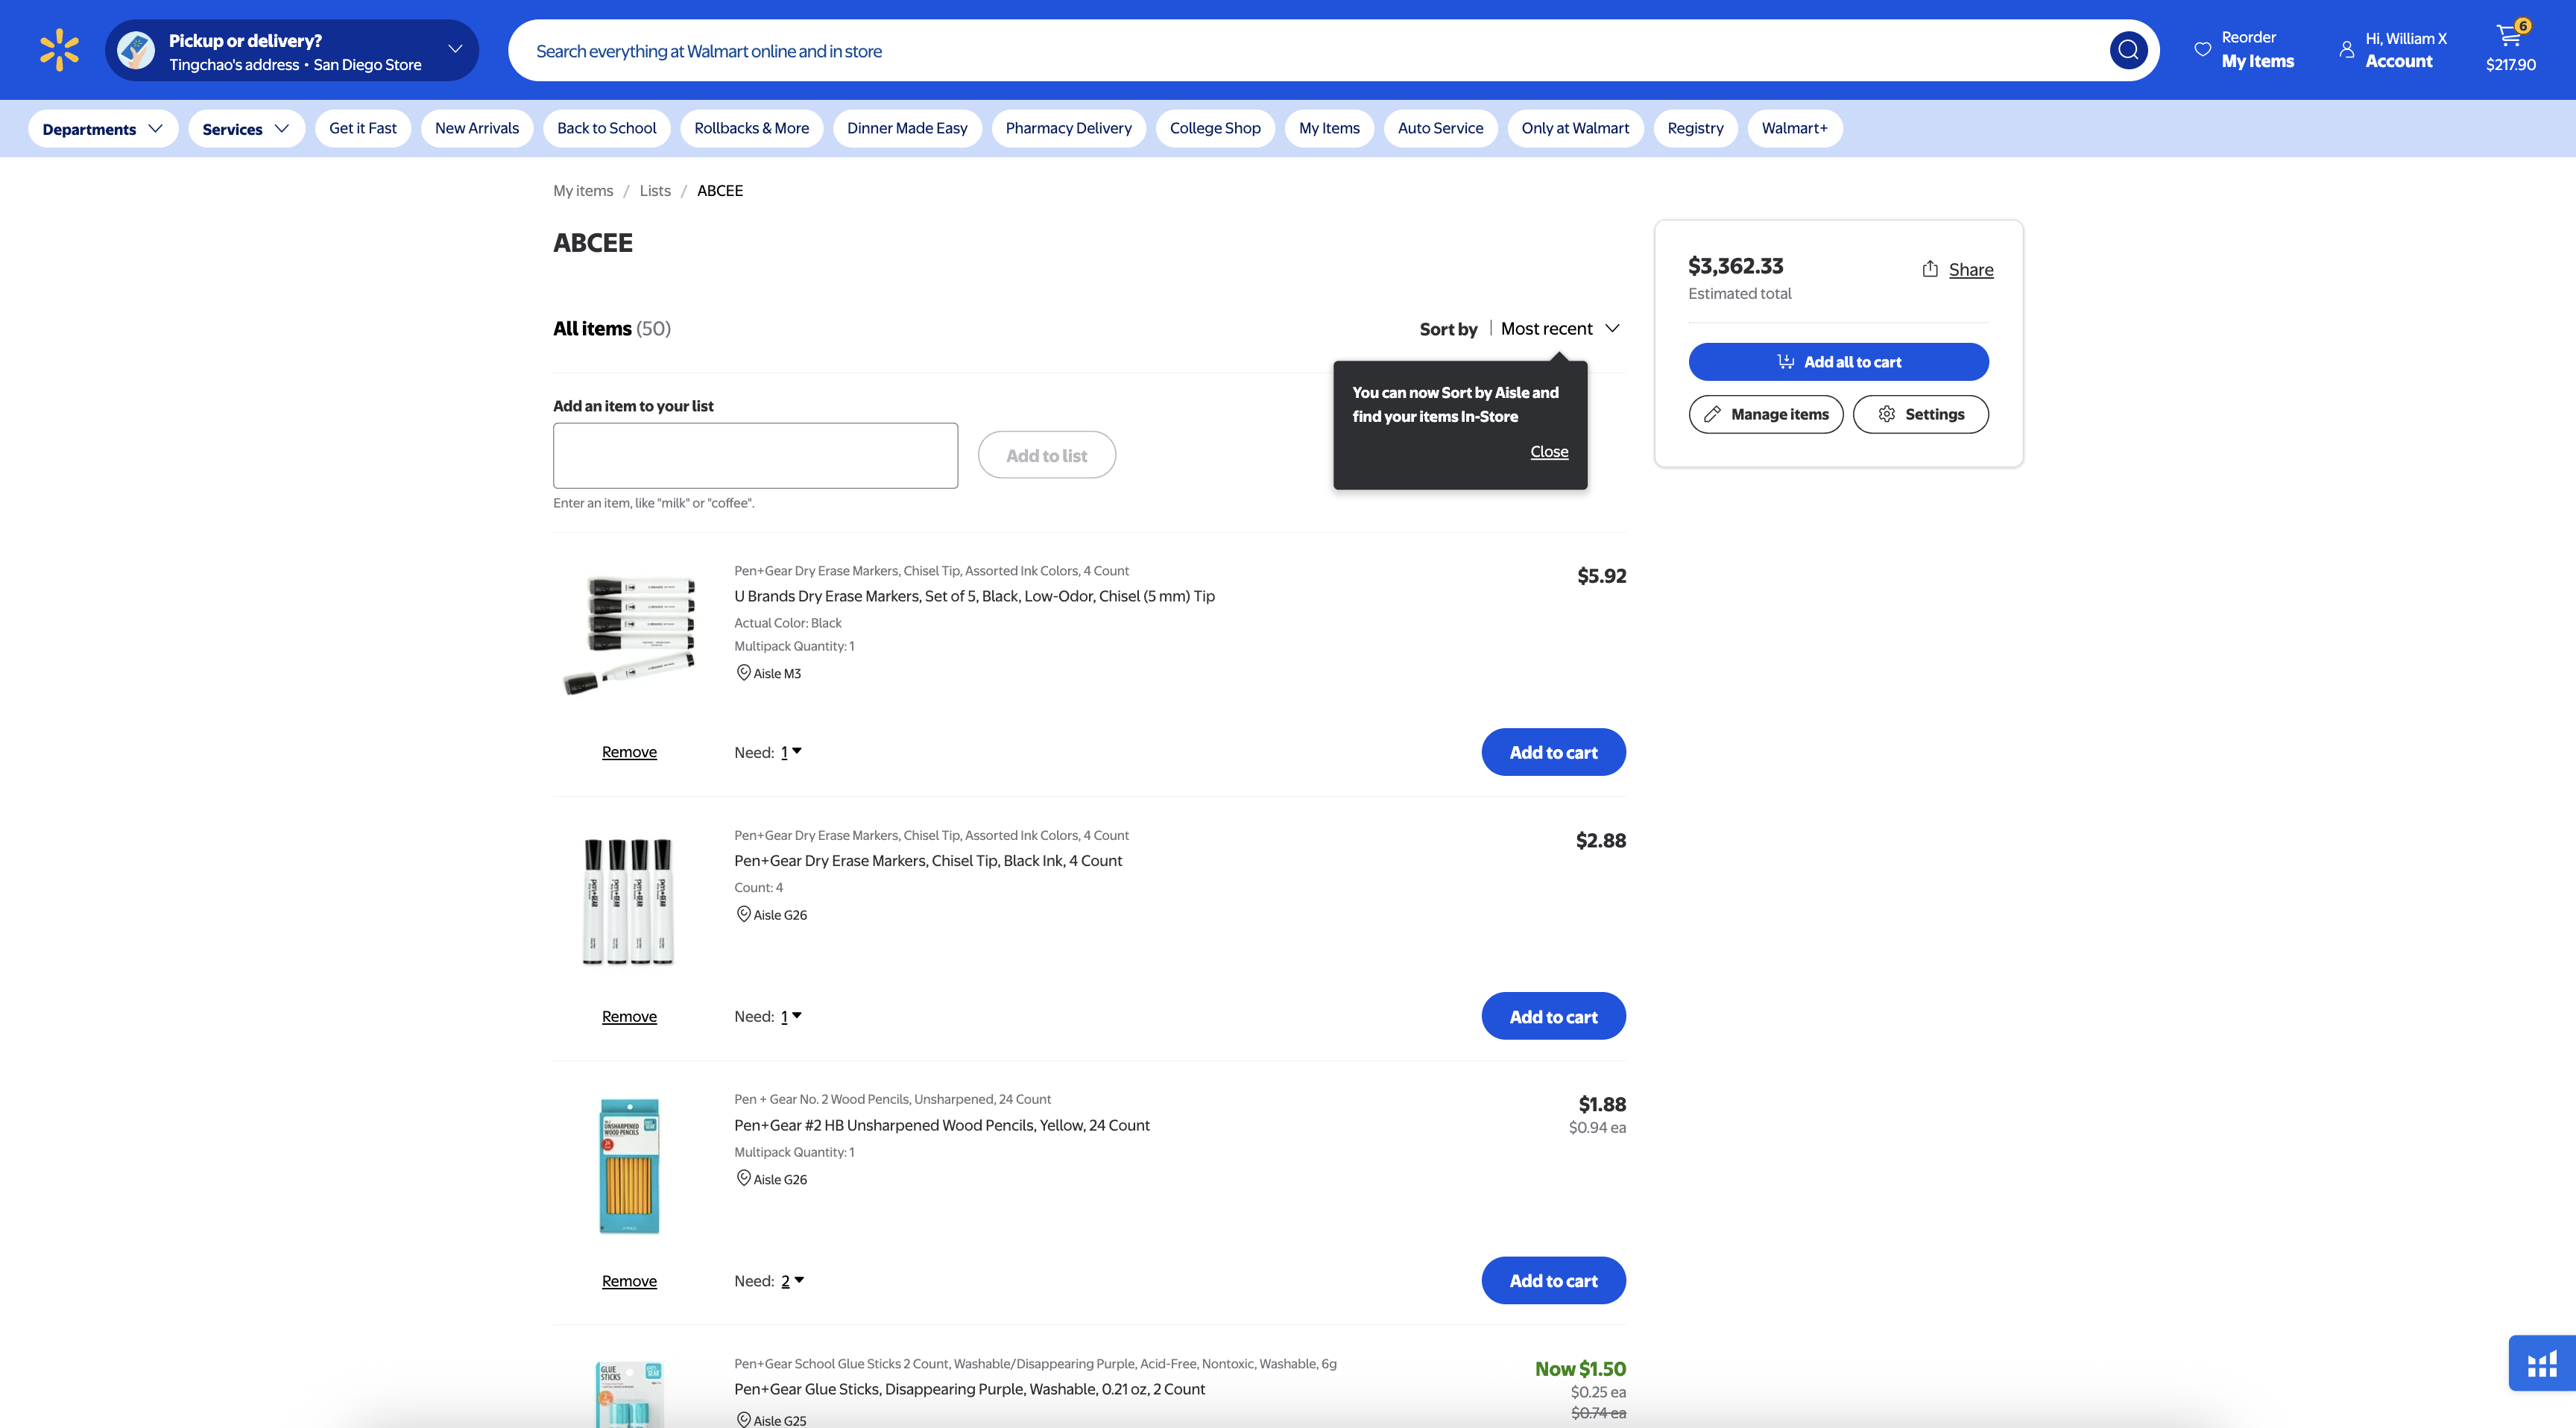 Pickup or delivery?
Tingchao's address • San Diego Store
Search everything at Walmart online and in store
Reorder
My Items
Hi, William X
Account
6
$217.90
Departments
Services
Get it Fast
New Arrivals
Back to School
Rollbacks & More
Dinner Made Easy
Pharmacy Delivery
College Shop
My Items
Auto Service
Only at Walmart
Registry
Walmart+
My items / Lists / ABCEE
ABCEE
$3,362.33
Estimated total
Share
Add all to cart
Manage items
Settings
All items (50)
Sort by | Most recent
You can now Sort by Aisle and
find your items In-Store
Close
Add an item to your list
Add to list
Enter an item, like "milk" or "coffee".
Pen+Gear Dry Erase Markers, Chisel Tip, Assorted Ink Colors, 4 Count
U Brands Dry Erase Markers, Set of 5, Black, Low-Odor, Chisel (5 mm) Tip
Actual Color: Black
Multipack Quantity: 1
Aisle M3
$5.92
Remove
Need: 1
Add to cart
Pen+Gear Dry Erase Markers, Chisel Tip, Assorted Ink Colors, 4 Count
Pen+Gear Dry Erase Markers, Chisel Tip, Black Ink, 4 Count
Count: 4
Aisle G26
$2.88
Remove
Need: 1
Add to cart
Pen + Gear No. 2 Wood Pencils, Unsharpened, 24 Count
Pen+Gear #2 HB Unsharpened Wood Pencils, Yellow, 24 Count
Multipack Quantity: 1
Aisle G26
$1.88
$0.94 ea
UNSHARPENED
WOOD PENCILS
Remove
Need: 2
Add to cart
Pen+Gear School Glue Sticks 2 Count, Washable/Disappearing Purple, Acid-Free, Nontoxic, Washable, 6g
Pen+Gear Glue Sticks, Disappearing Purple, Washable, 0.21 oz, 2 Count
Aisle G25
Now $1.50
$0.25 ea
$0.74 ea
GLUE
STICKS